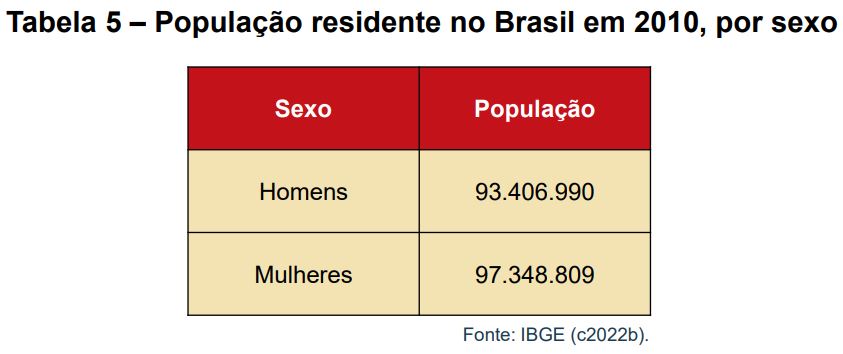 Tabela 5 – População residente no Brasil em 2010, por sexo
Sexo População
Homens 93.406.990
Mulheres 97.348.809
Fonte: IBGE (c2022b).